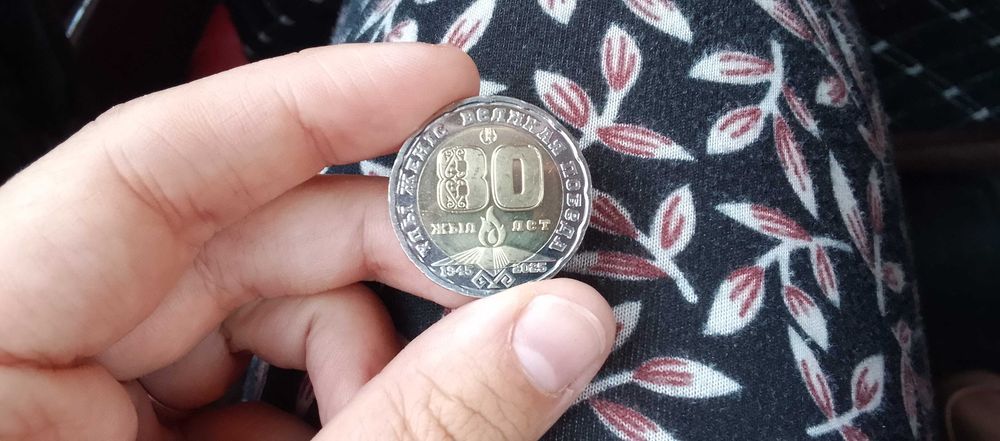 ҰЛЫ ЖЕҢІС ВЕЛИКАЯ ПОБЕДА
80
ЖЫЛ ЛЕТ
1945 2025